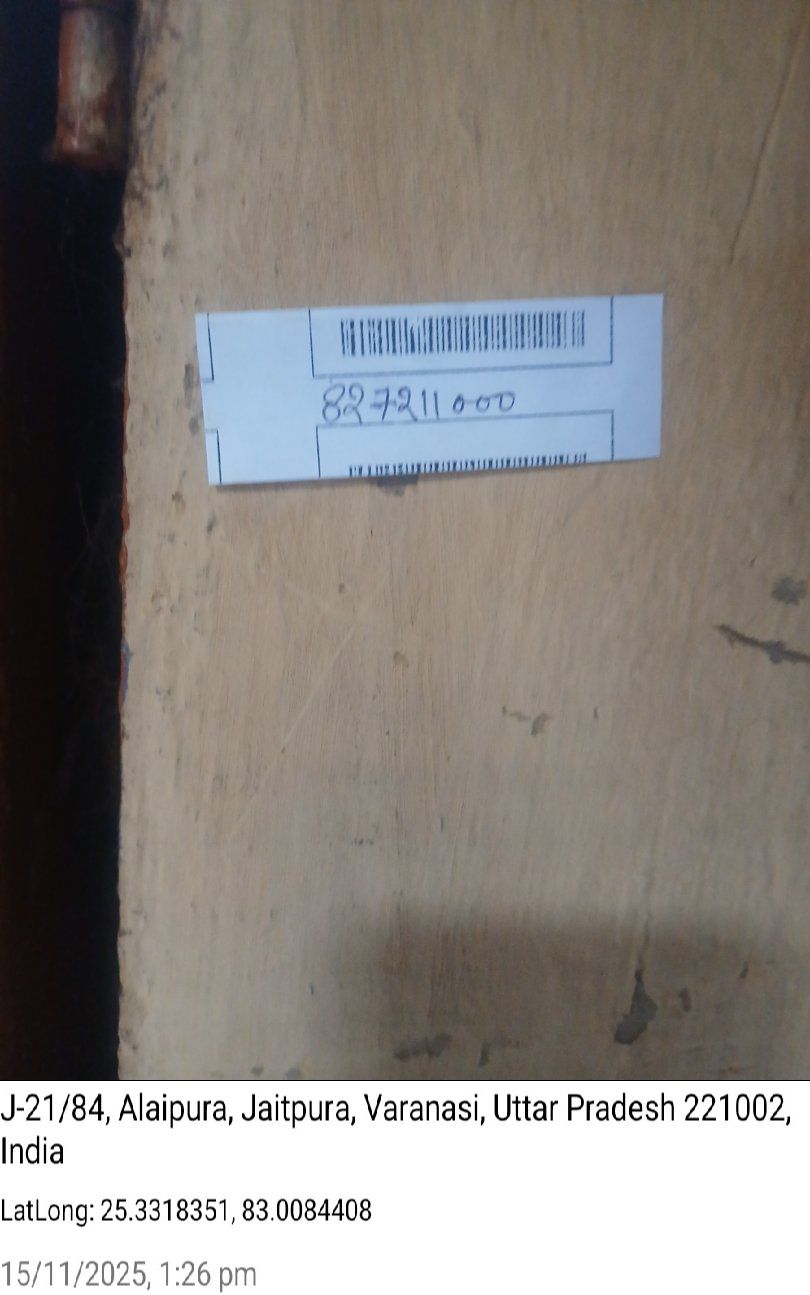 827211000
J-21/84, Alaipura, Jaitpura, Varanasi, Uttar Pradesh 221002,
India
LatLong: 25.3318351, 83.0084408
15/11/2025, 1:26 pm